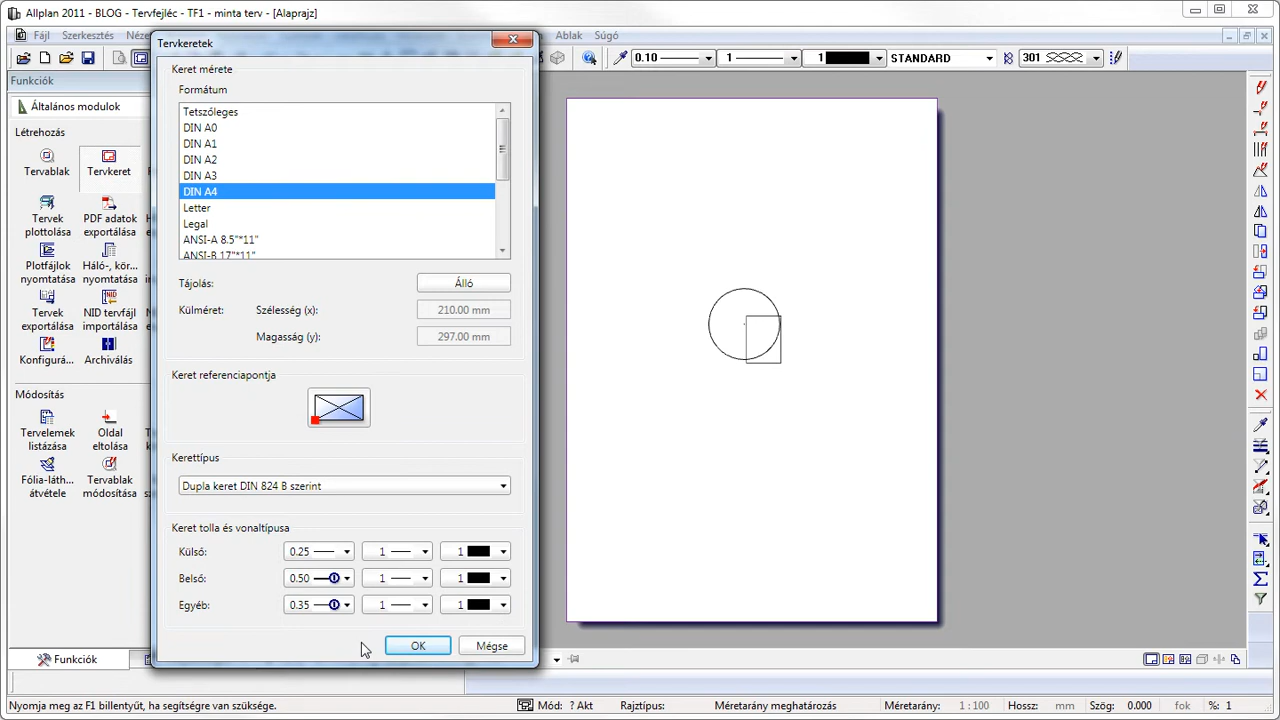 Allplan 2011 - BLOG - Tervfejléc - TF1 - minta terv - [Alaprajz]
Fájl Szerkesztés Néze Ablak Súgó
0.10 1 1 STANDARD 301
Funkciók
Általános modulok
Létrehozás
Tervablak Tervkeret
Tervek plottolása
PDF adatok exportálása
Plotfájlok nyomtatása
Háló-, kör... nyomtatása
Tervek exportálása
NID tervfájl importálása
Konfigurá... Archiválás
Módosítás
Tervelemek listázása
Oldal eltolása
Fólia-láth... átvétele
Tervablak módosítása
Funkciók
Tervkeretek
Keret mérete
Formátum
Tetszőleges
DIN A0
DIN A1
DIN A2
DIN A3
DIN A4
Letter
Legal
ANSI-A 8.5"*11"
ANSI-B 17"*11"
Tájolás: Álló
Külméret: Szélesség (x): 210.00 mm
Magasság (y): 297.00 mm
Keret referenciapontja
Kerettípus
Dupla keret DIN 824 B szerint
Keret tolla és vonaltípusa
Külső: 0.25 1 1
Belső: 0.50 1 1
Egyéb: 0.35 1 1
OK Mégse
Nyomja meg az F1 billentyűt, ha segítségre van szüksége. Mód: ? Akt Rajztípus: Méretarány meghatározás Méretarány: 1 : 100 Hossz: mm Szög: 0.000 fok %: 1